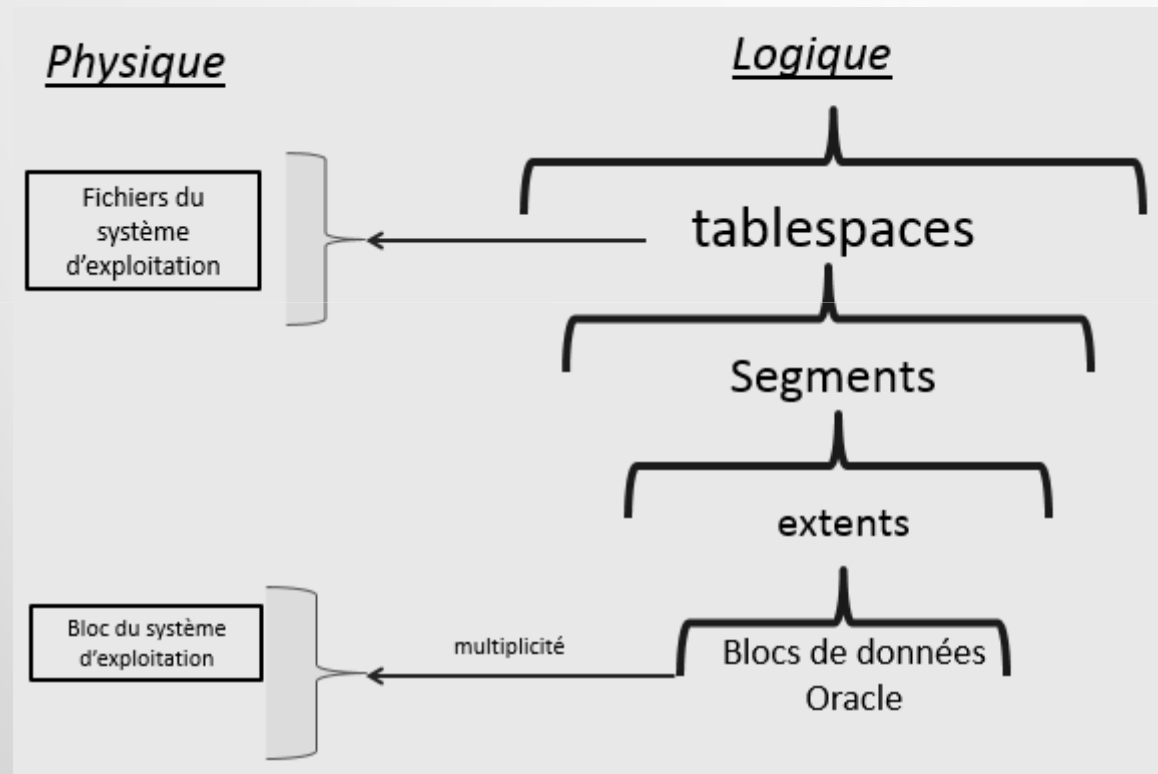 Physique
Logique
Fichiers du
système
d'exploitation
tablespaces
Segments
extents
Bloc du système
d'exploitation
multiplicité
Blocs de données
Oracle